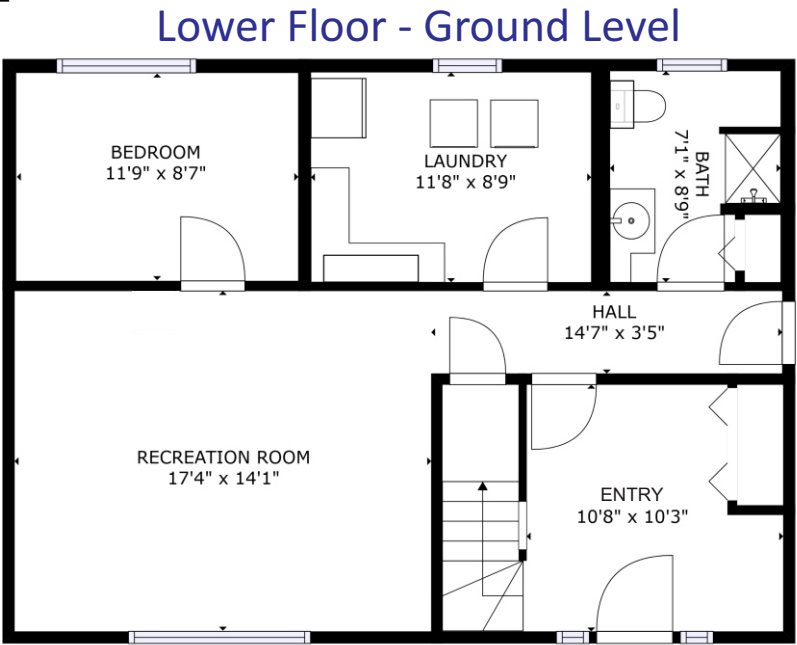 Lower Floor - Ground Level
BEDROOM
11'9" x 8'7"
LAUNDRY
11'8" x 8'9"
BATH
7'1" x 8'9"
HALL
14'7" x 3'5"
RECREATION ROOM
17'4" x 14'1"
ENTRY
10'8" x 10'3"